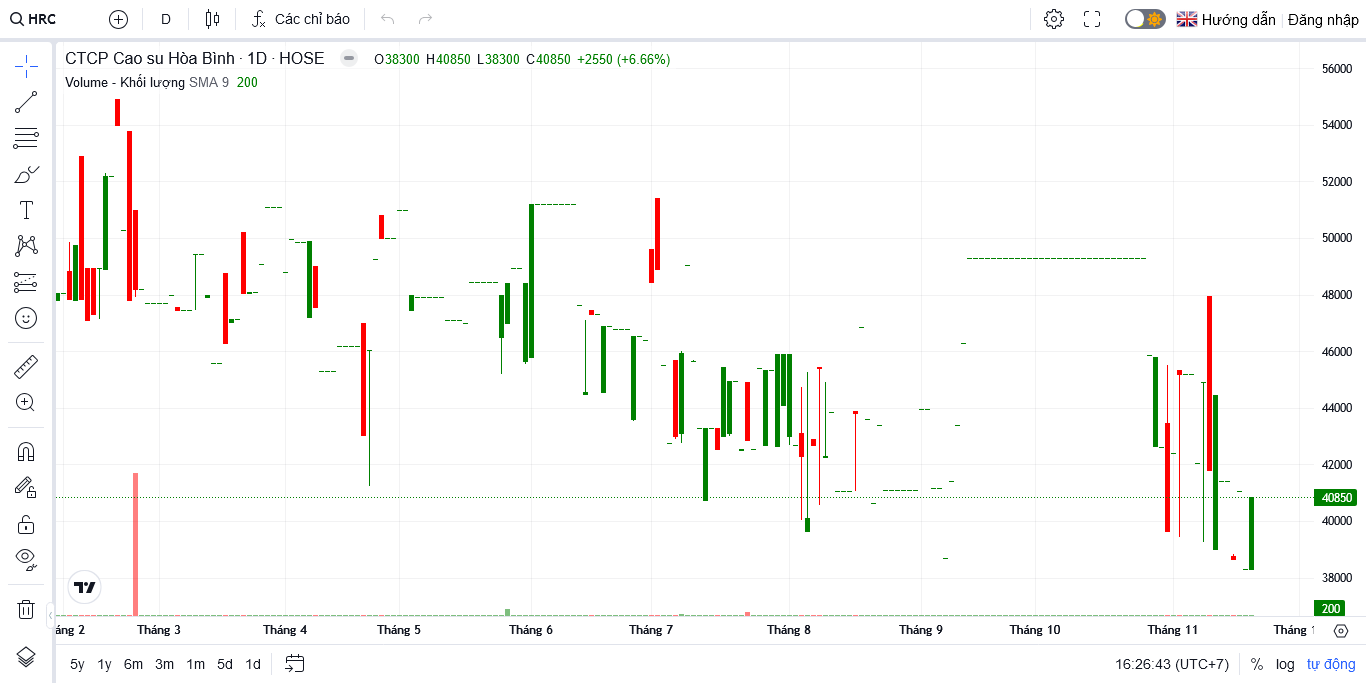 HRC D Các chỉ báo Hướng dẫn Đăng nhập
CTCP Cao su Hòa Bình · 1D · HOSE O38300 H40850 L38300 C40850 +2550 (+6.66%)
Volume - Khối lượng SMA 9 200
56000
54000
52000
50000
48000
46000
44000
42000
40850
40000
38000
200
áng 2 Tháng 3 Tháng 4 Tháng 5 Tháng 6 Tháng 7 Tháng 8 Tháng 9 Tháng 10 Tháng 11 Tháng 1
5y 1y 6m 3m 1m 5d 1d 16:26:43 (UTC+7) % log tự động